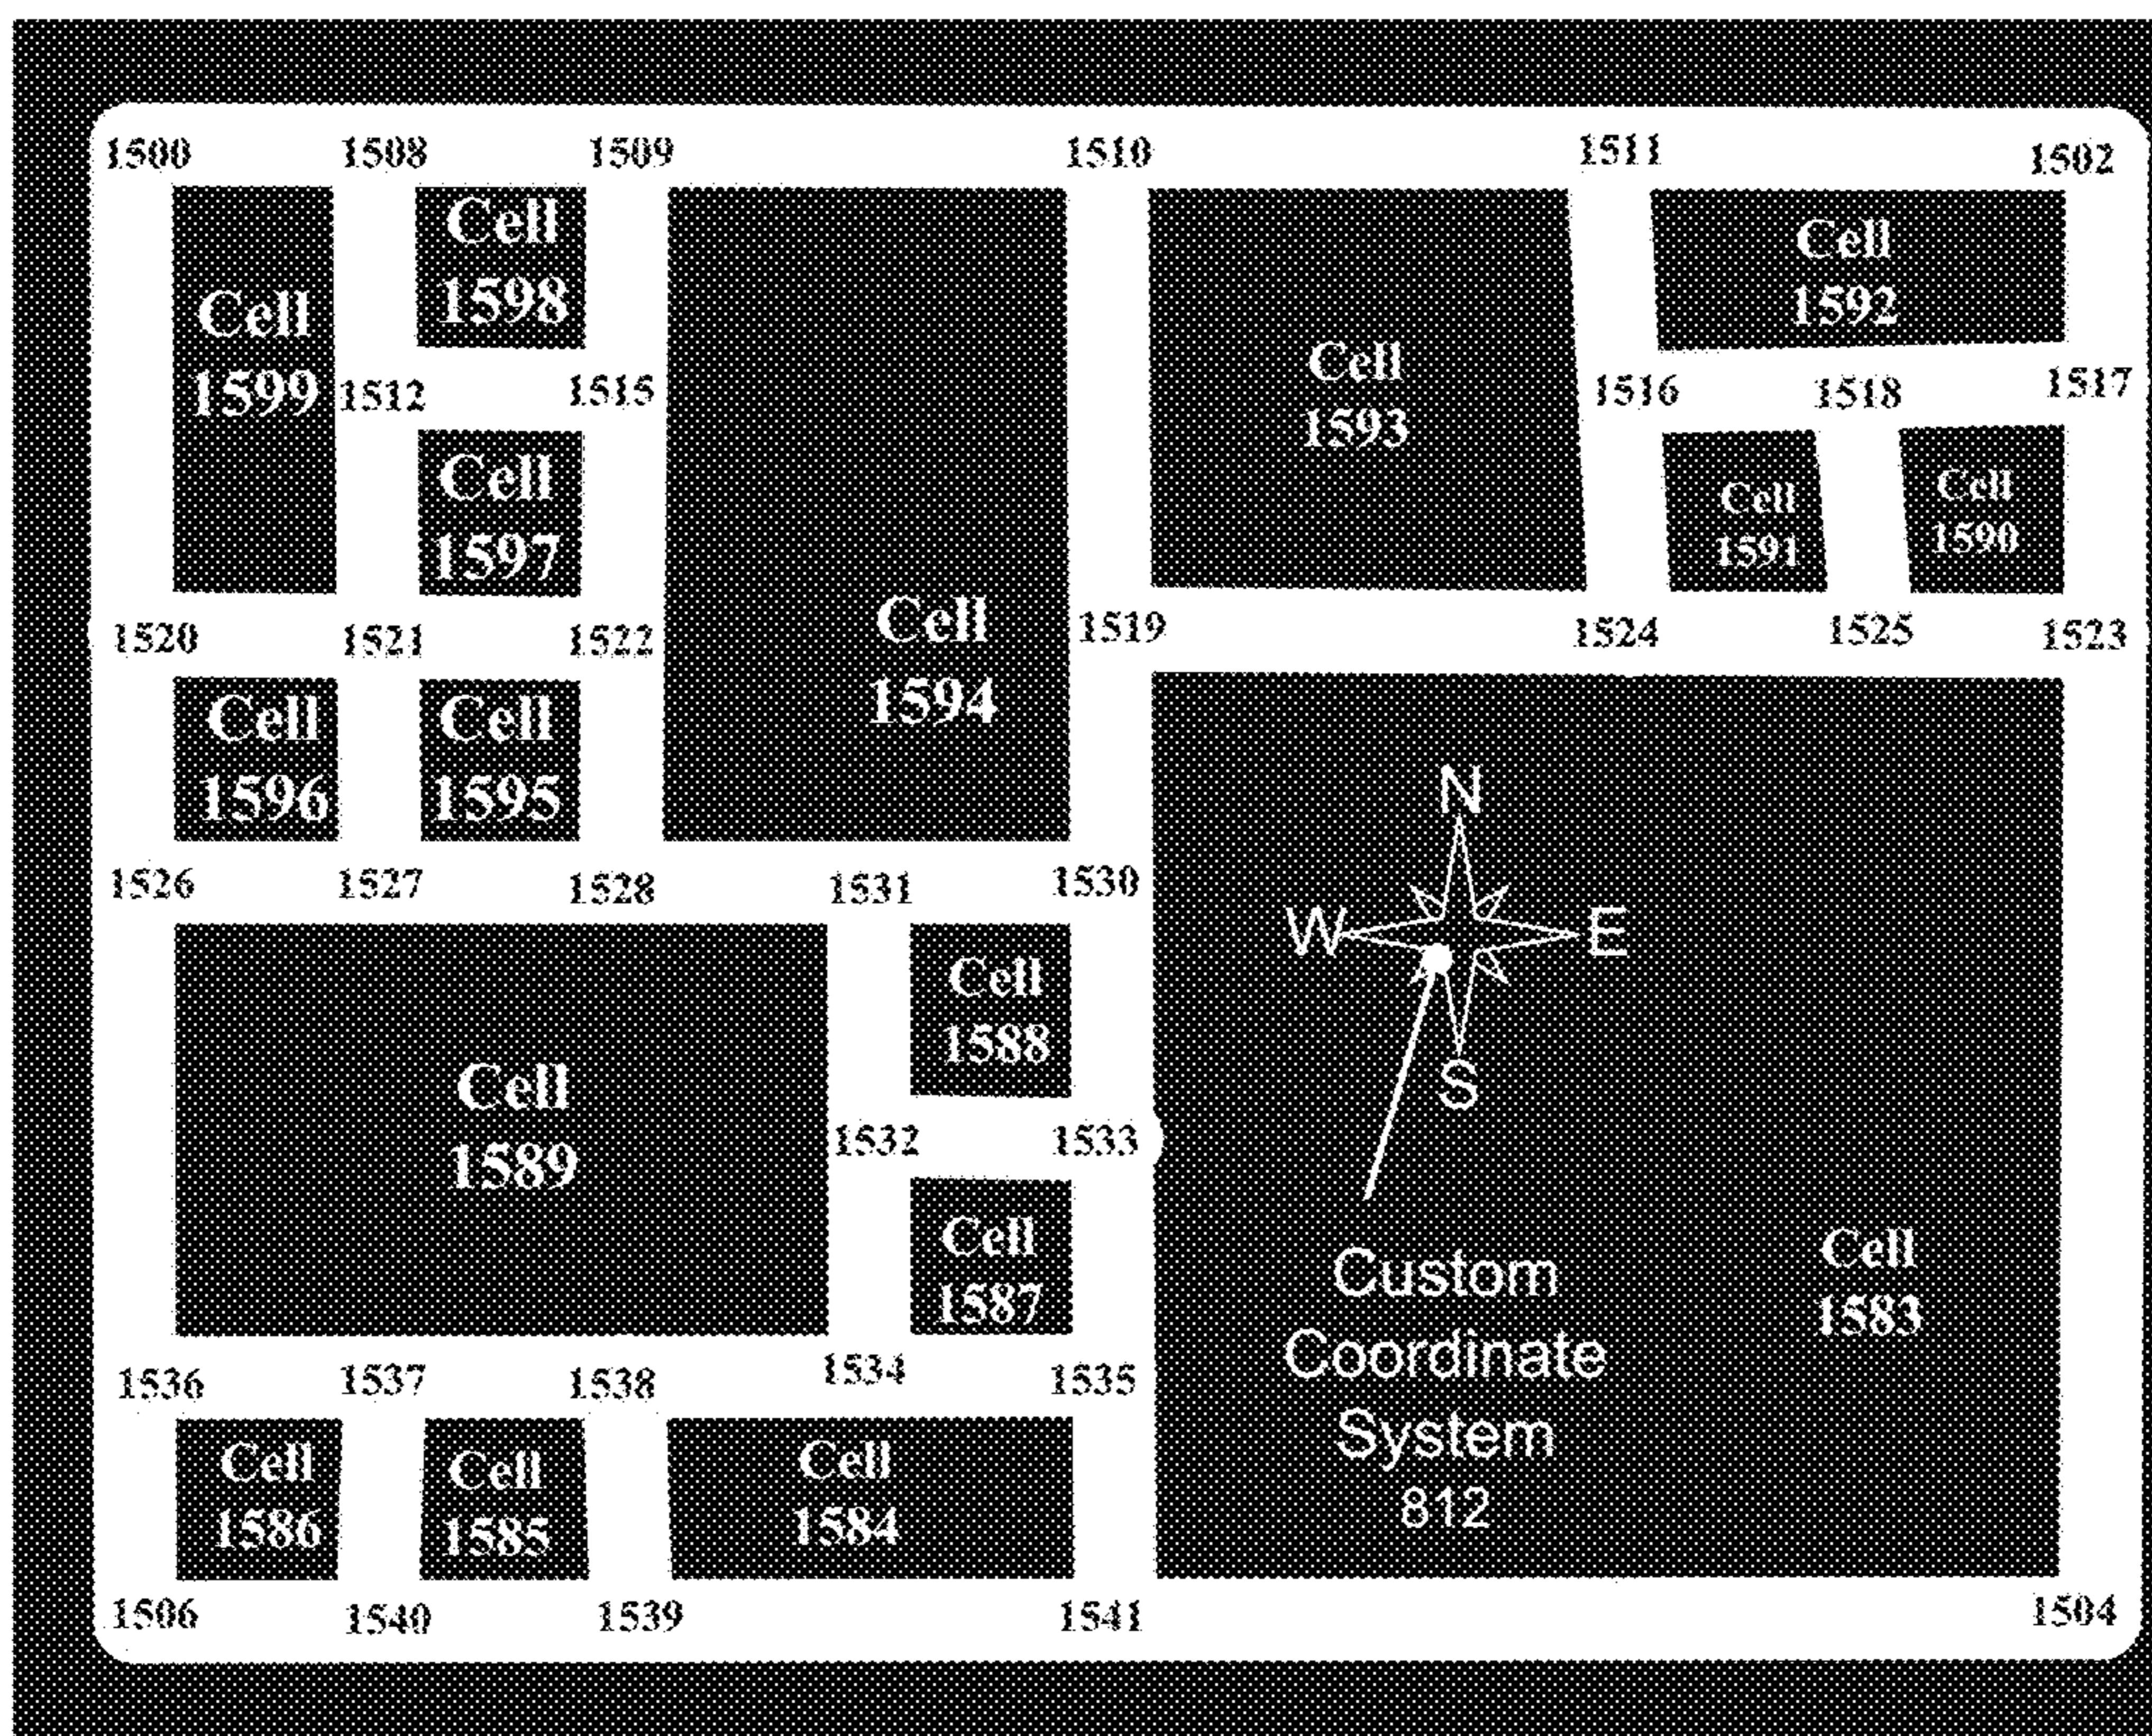 1500 1508 1509 1510 1511 1502
Cell
1598
Cell
1592
Cell
1599
Cell
1593
1512 1515 1516 1518 1517
Cell
1597
Cell
1591
Cell
1590
Cell
1594
1520 1521 1522 1519 1524 1525 1523
Cell
1596
Cell
1595
N
W E
S
1526 1527 1528 1531 1530
Cell
1588
Cell
1589
1532 1533
Cell
1587
Custom
Coordinate
System
812
Cell
1583
1536 1537 1538 1534 1535
Cell
1586
Cell
1585
Cell
1584
1506 1540 1539 1541 1504